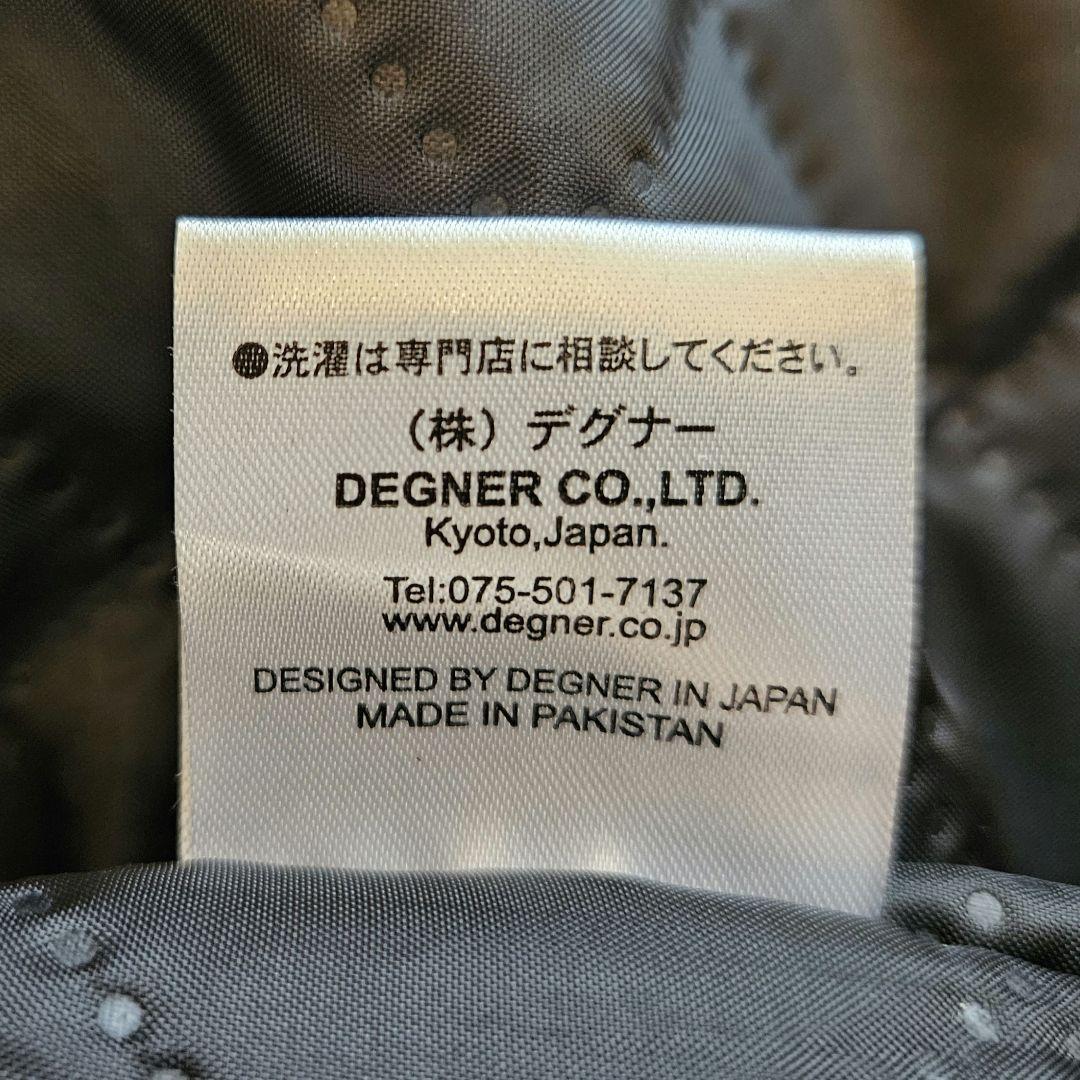 ●洗濯は専門店に相談してください。
（株）デグナー
DEGNER CO.,LTD.
Kyoto,Japan.
Tel:075-501-7137
www.degner.co.jp
DESIGNED BY DEGNER IN JAPAN
MADE IN PAKISTAN